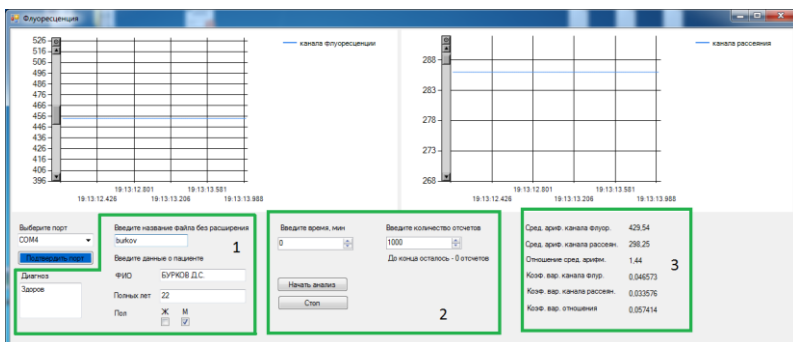 Флуоресценция
526
516
506
496
486
476
466
456
446
436
426
416
406
396
19:13:12.801 19:13:13.581
19:13:12.426 19:13:13.206 19:13:13.988
канала флуоресценции
288
283
278
273
268
19:13:12.801 19:13:13.581
19:13:12.426 19:13:13.206 19:13:13.988
канала рассеяния
Выберите порт
COM4
Подтвердить порт
Диагноз
Здоров
Введите название файла без расширения
burkov
1
Введите данные о пациенте
ФИО БУРКОВ Д.С.
Полных лет 22
Пол Ж М
Введите время, мин
0
Введите количество отсчетов
1000
До конца осталось - 0 отсчетов
Начать анализ
Стоп
2
Сред. ариф. канала флуор. 429,54
Сред. ариф. канала рассеян. 298,25
Отношение сред. арифм. 1,44
Коэф. вар. канала флур. 0,046573
Коэф. вар. канала рассеян. 0,033576
Коэф. вар. отношения 0,057414
3